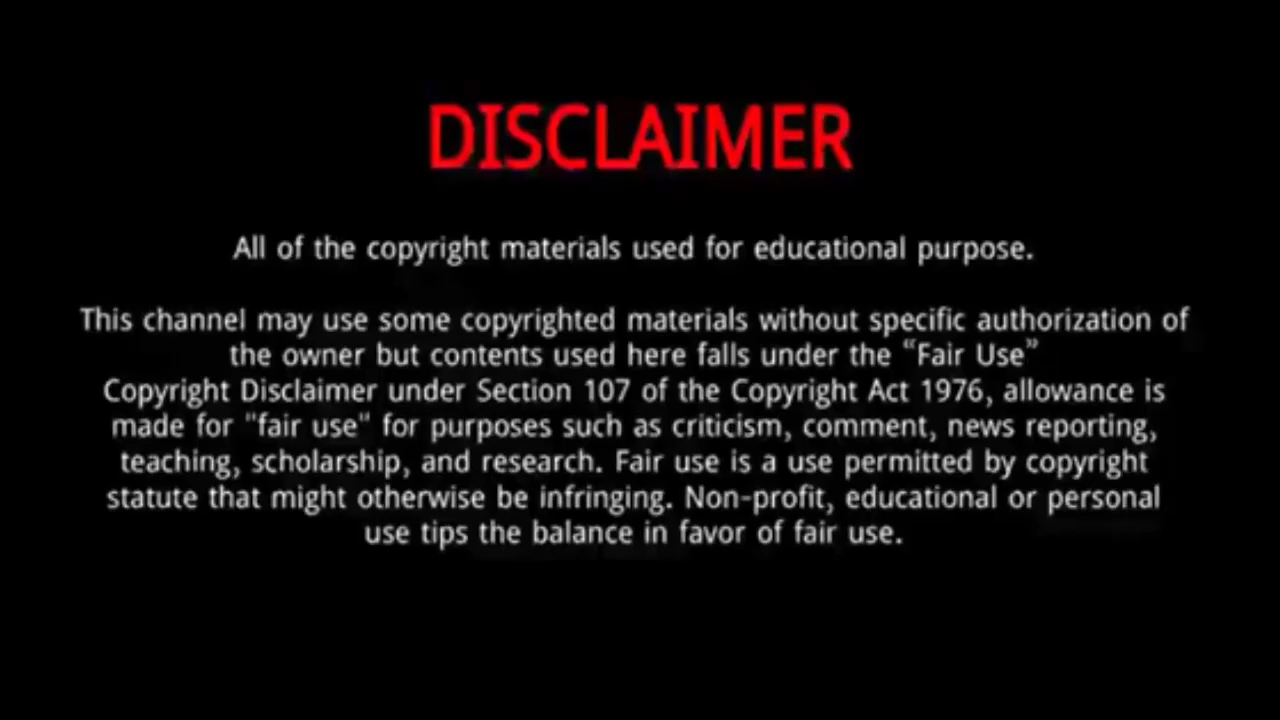 DISCLAIMER
All of the copyright materials used for educational purpose.
This channel may use some copyrighted materials without specific authorization of
the owner but contents used here falls under the “Fair Use”
Copyright Disclaimer under Section 107 of the Copyright Act 1976, allowance is
made for "fair use" for purposes such as criticism, comment, news reporting,
teaching, scholarship, and research. Fair use is a use permitted by copyright
statute that might otherwise be infringing. Non-profit, educational or personal
use tips the balance in favor of fair use.